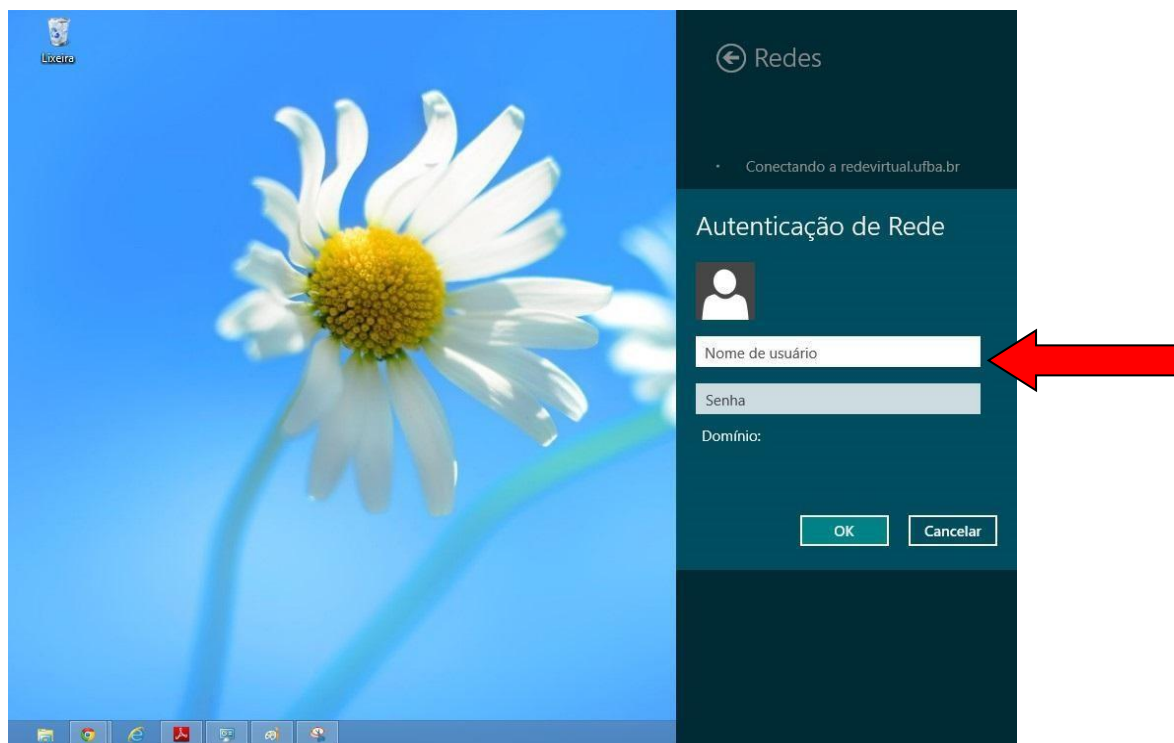 Lixeira
Redes
Conectando a redevirtual.ufba.br
Autenticação de Rede
Nome de usuário
Senha
Domínio:
OK
Cancelar